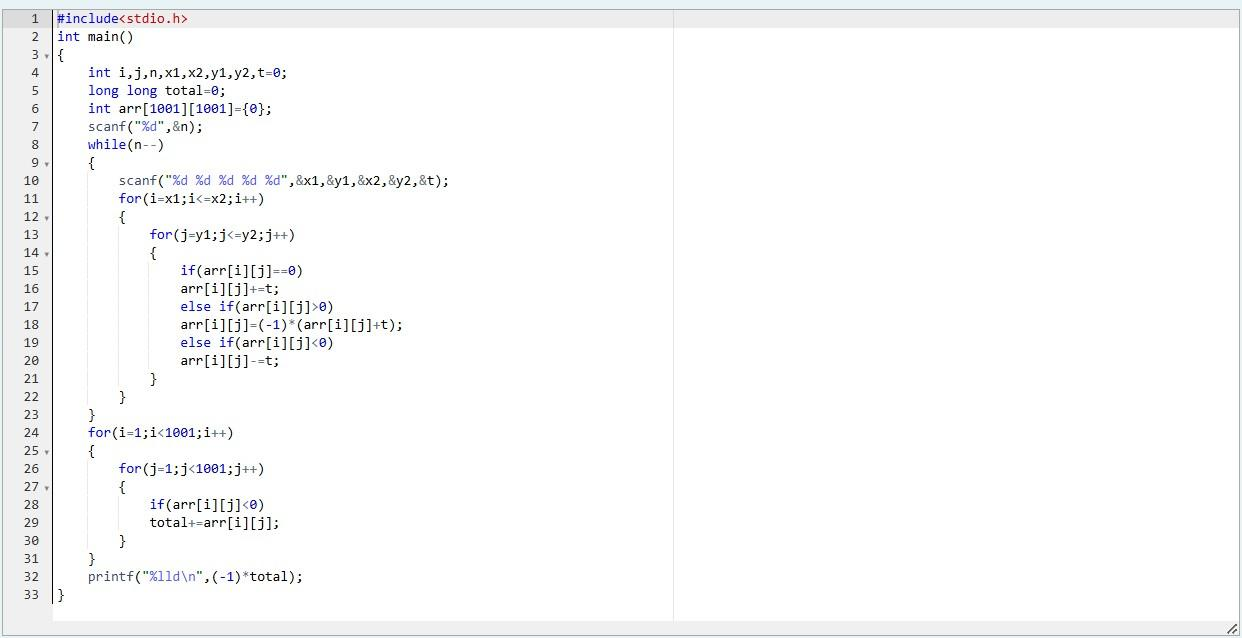 1 #include<stdio.h>
2 int main()
3 {
4 int i,j,n,x1,x2,y1,y2,t=0;
5 long long total=0;
6 int arr[1001][1001]={0};
7 scanf("%d",&n);
8 while(n--)
9 {
10 scanf("%d %d %d %d %d",&x1,&y1,&x2,&y2,&t);
11 for(i=x1;i<=x2;i++)
12 {
13 for(j=y1;j<=y2;j++)
14 {
15 if(arr[i][j]==0)
16 arr[i][j]+=t;
17 else if(arr[i][j]>0)
18 arr[i][j]=(-1)*(arr[i][j]+t);
19 else if(arr[i][j]<0)
20 arr[i][j]-=t;
21 }
22 }
23 }
24 for(i=1;i<1001;i++)
25 {
26 for(j=1;j<1001;j++)
27 {
28 if(arr[i][j]<0)
29 total+=arr[i][j];
30 }
31 }
32 printf("%lld\n",(-1)*total);
33 }